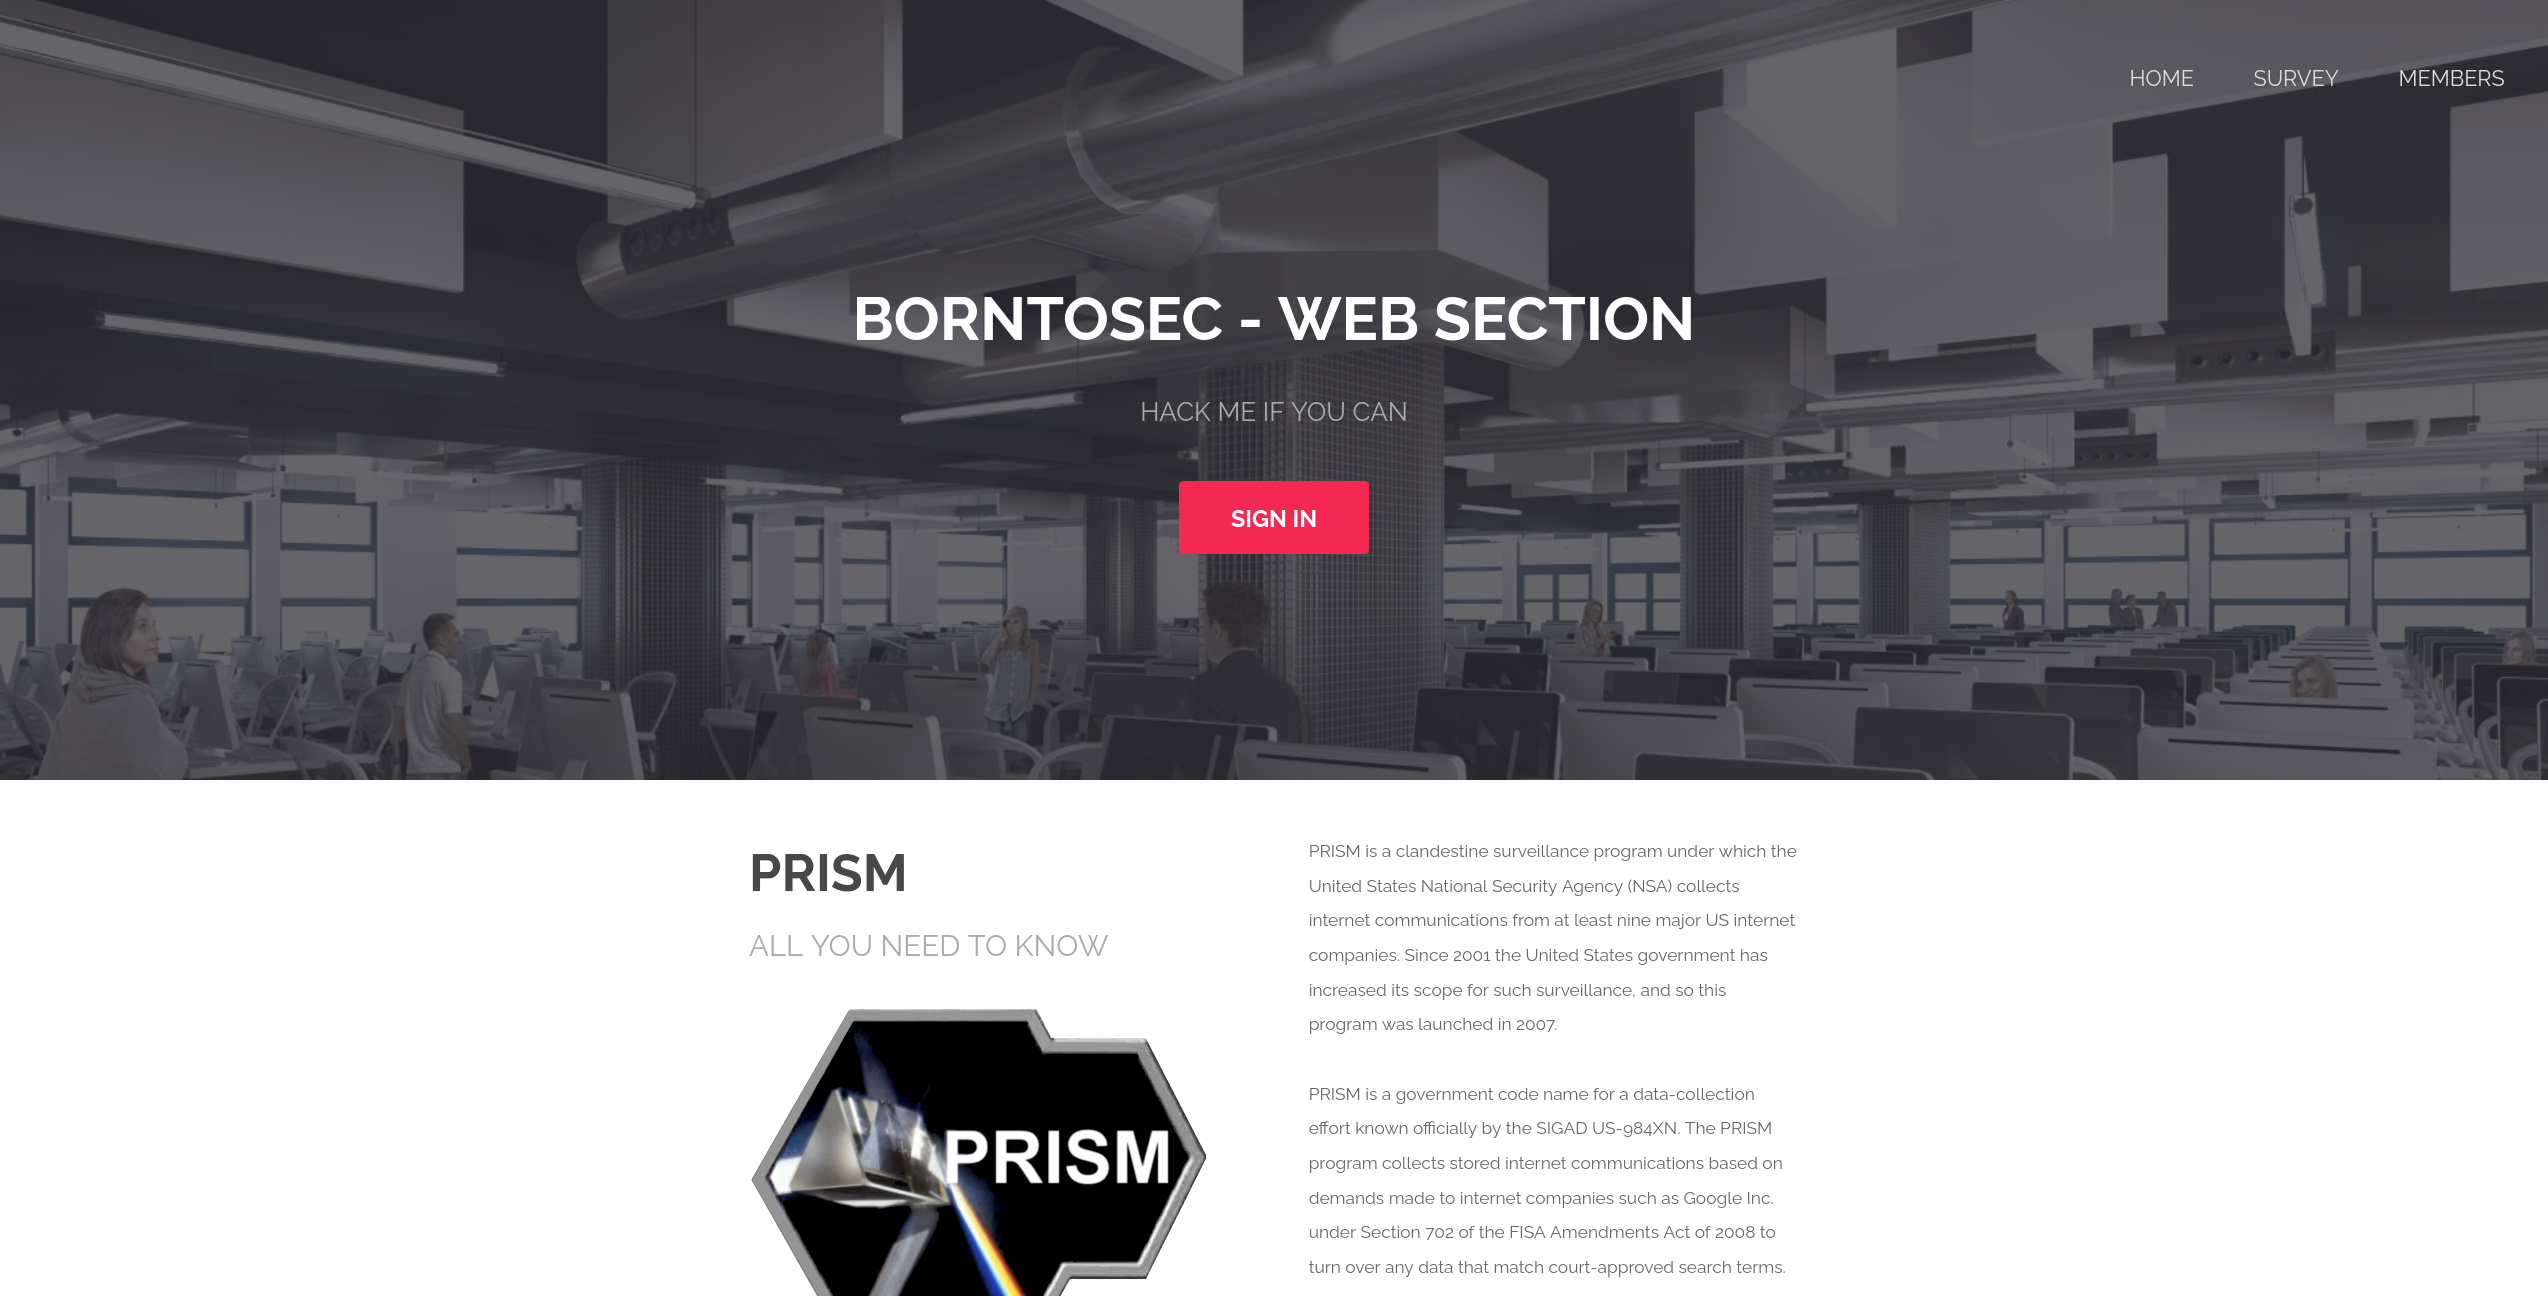 HOME SURVEY MEMBERS
BORNTOSEC - WEB SECTION
HACK ME IF YOU CAN
SIGN IN
PRISM
ALL YOU NEED TO KNOW
PRISM
PRISM is a clandestine surveillance program under which the
United States National Security Agency (NSA) collects
internet communications from at least nine major US internet
companies. Since 2001 the United States government has
increased its scope for such surveillance, and so this
program was launched in 2007.
PRISM is a government code name for a data-collection
effort known officially by the SIGAD US-984XN. The PRISM
program collects stored internet communications based on
demands made to internet companies such as Google Inc.
under Section 702 of the FISA Amendments Act of 2008 to
turn over any data that match court-approved search terms.